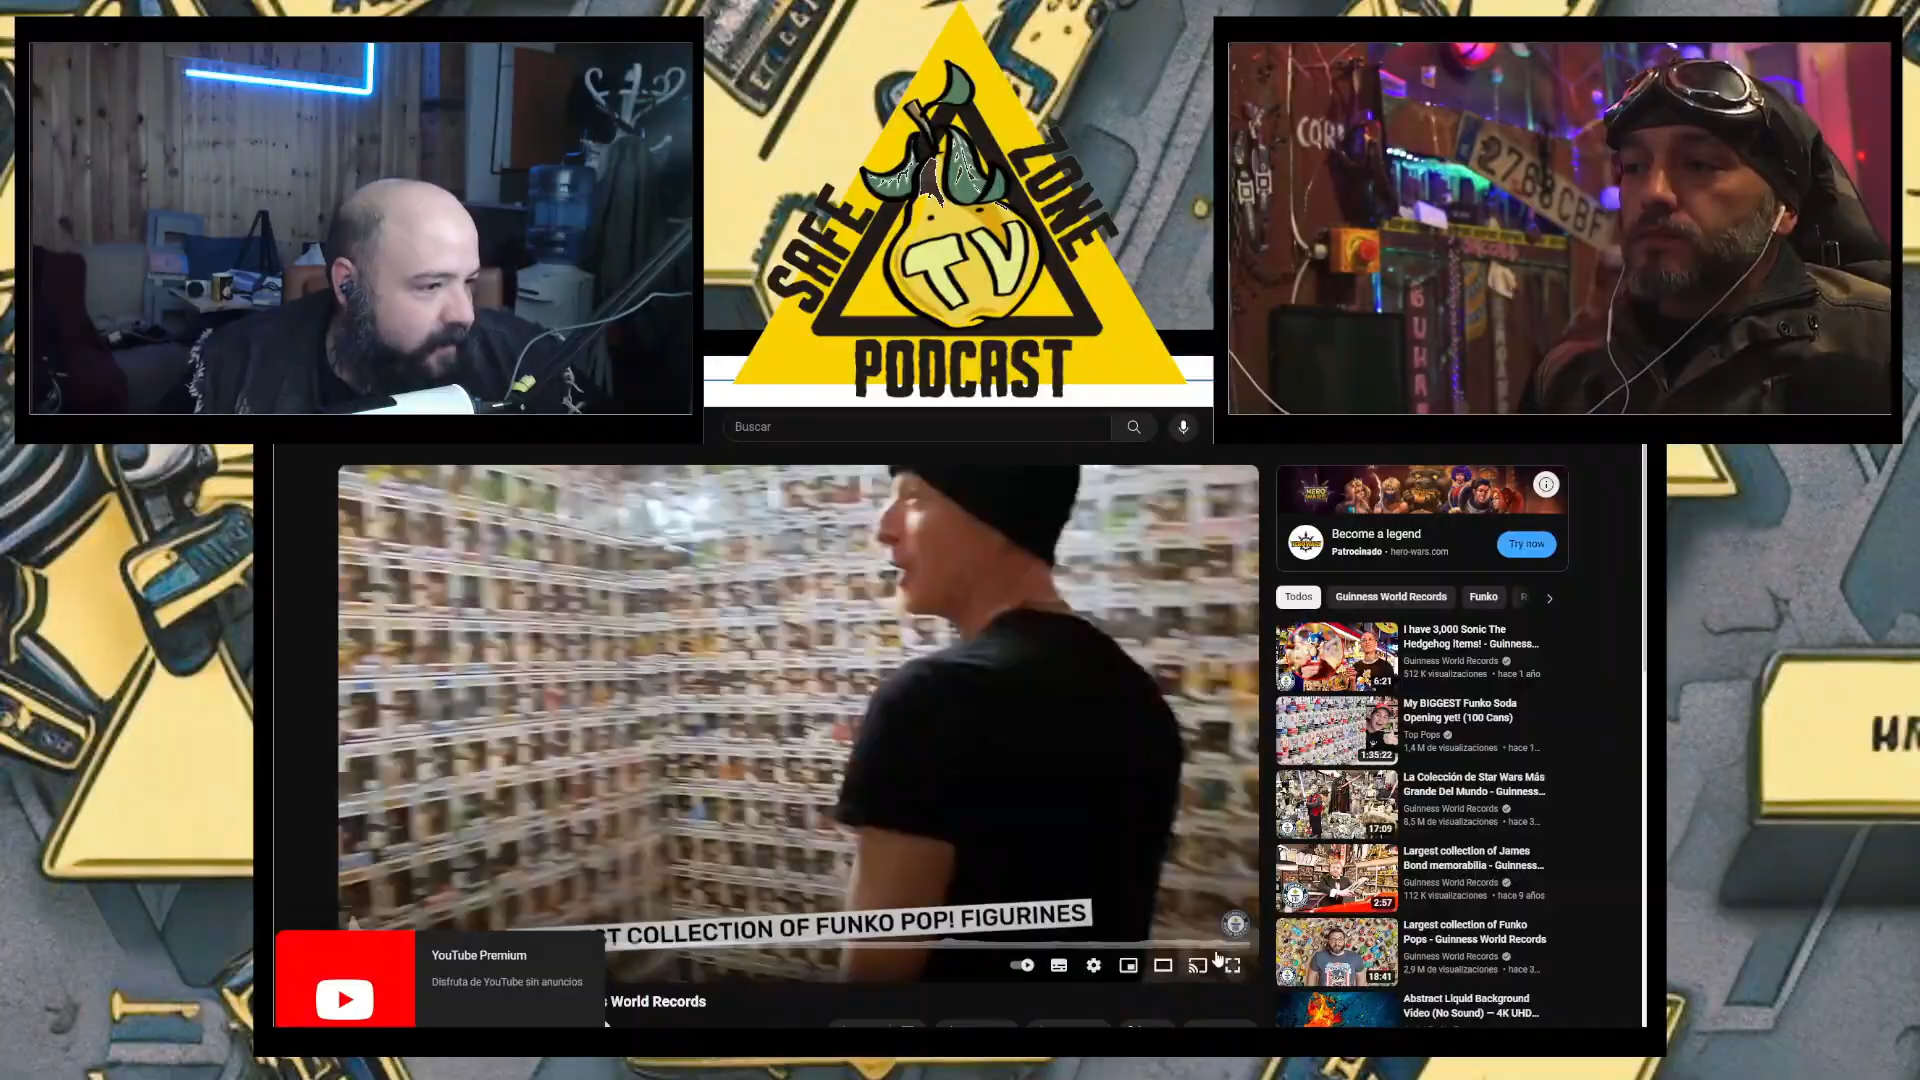 SAFE
ZONE
TV
PODCAST
CORR
2768CBF
Buscar
HERO WARS
Become a legend
Patrocinado • hero-wars.com
Try now
Todos
Guinness World Records
Funko
R
I have 3,000 Sonic The
Hedgehog items! - Guinness...
Guinness World Records
512 K visualizaciones • hace 1 año
6:21
My BIGGEST Funko Soda
Opening yet! (100 Cans)
Top Pops
1,4 M de visualizaciones • hace 1...
1:35:22
La Colección de Star Wars Más
Grande Del Mundo - Guinness...
Guinness World Records
8,5 M de visualizaciones • hace 3...
17:09
Largest collection of James
Bond memorabilia - Guinness...
Guinness World Records
112 K visualizaciones • hace 9 años
2:57
Largest collection of Funko
Pops - Guinness World Records
Guinness World Records
2,9 M de visualizaciones • hace 3...
18:41
Abstract Liquid Background
Video (No Sound) — 4K UHD...
T COLLECTION OF FUNKO POP! FIGURINES
YouTube Premium
Disfruta de YouTube sin anuncios
s World Records